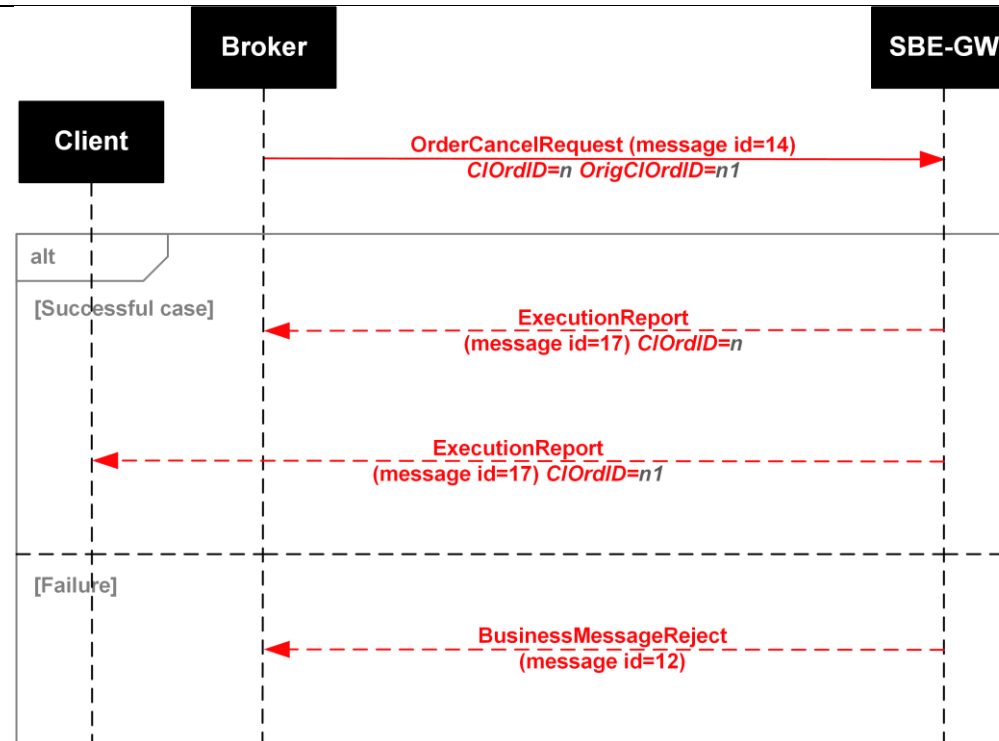 Broker
SBE-GW
Client
OrderCancelRequest (message id=14)
ClOrdID=n OrigClOrdID=n1
alt
[Successful case]
ExecutionReport
(message id=17) ClOrdID=n
ExecutionReport
(message id=17) ClOrdID=n1
[Failure]
BusinessMessageReject
(message id=12)